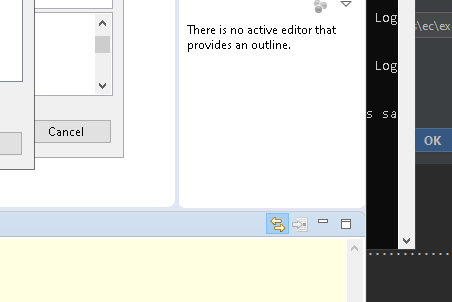 There is no active editor that
provides an outline.
Cancel
Log
s\ec\ex
Log
s sa
OK